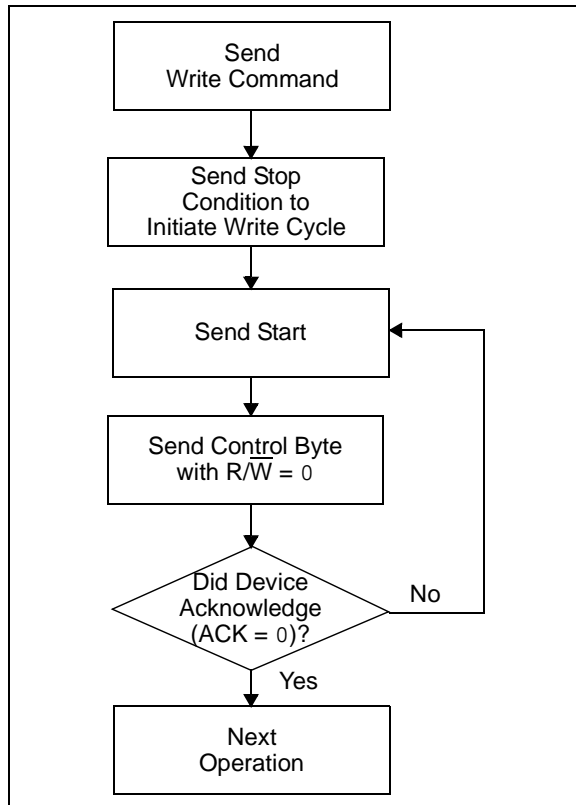 Send
Write Command
Send Stop
Condition to
Initiate Write Cycle
Send Start
Send Control Byte
with R/W̅ = 0
Did Device
Acknowledge
(ACK = 0)?
No
Yes
Next
Operation